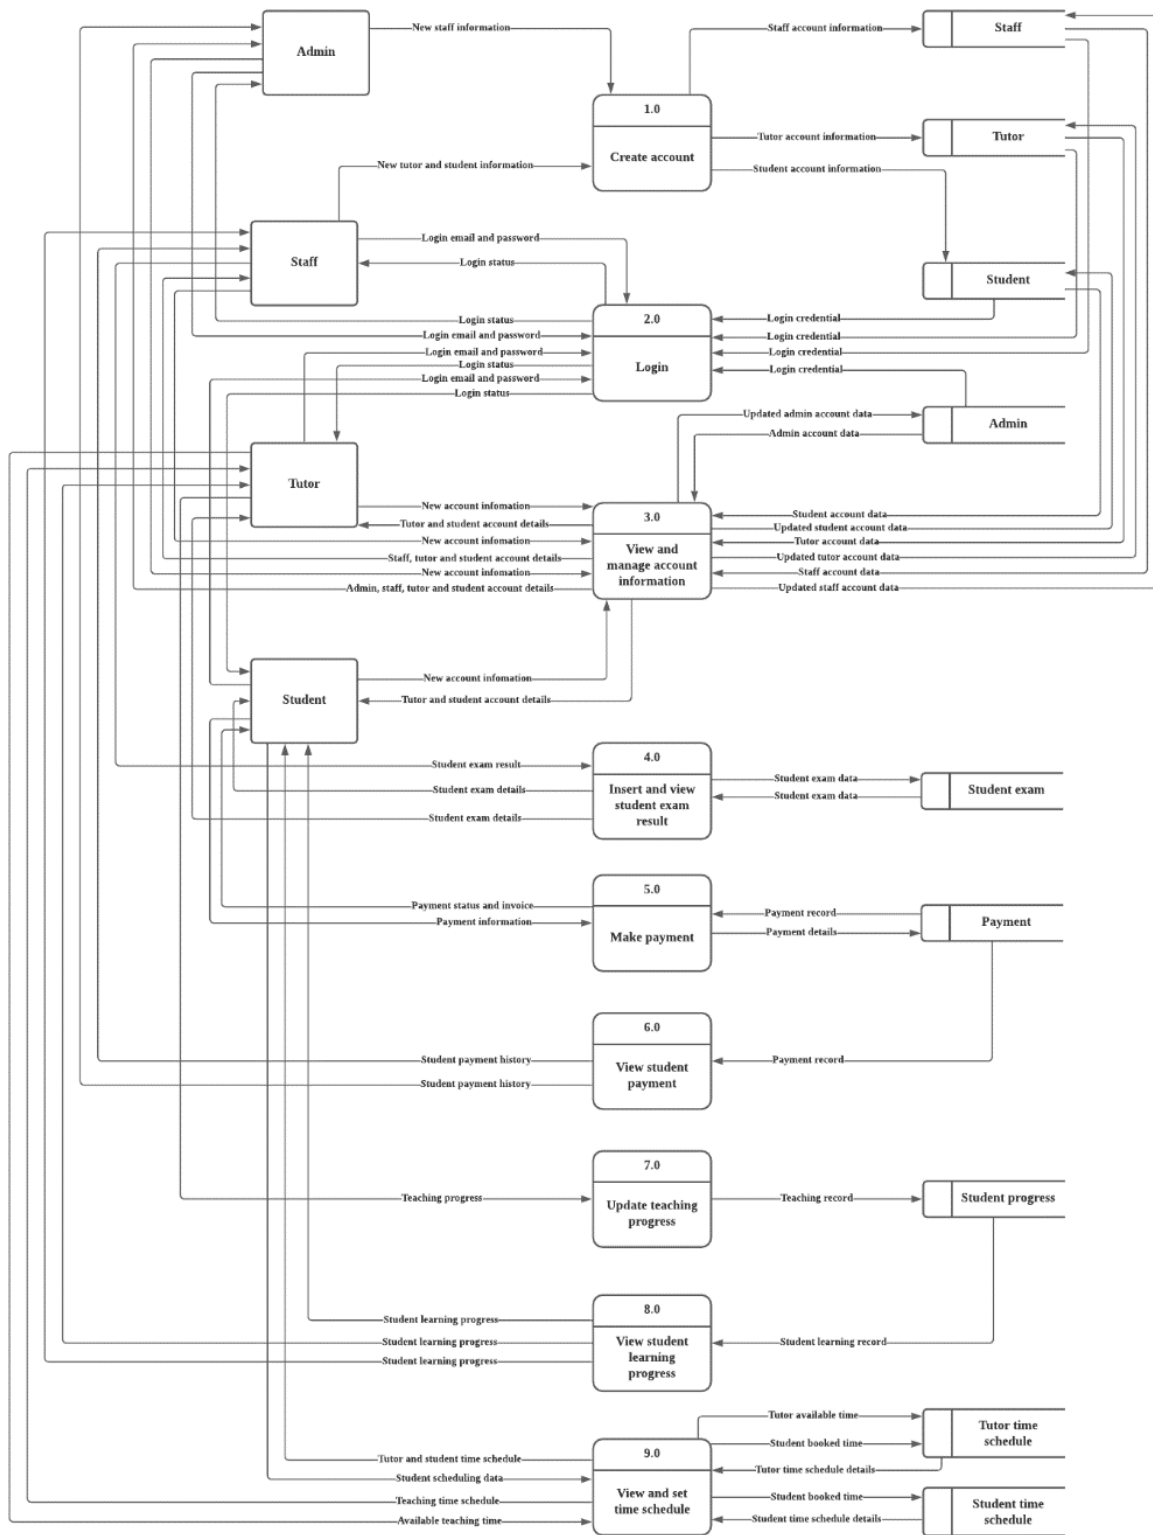 Admin
New staff information
Staff account information
Staff
1.0
Create account
Tutor account information
Tutor
New tutor and student information
Student account information
Staff
Login email and password
Login status
Student
2.0
Login
Login status
Login email and password
Login email and password
Login status
Login email and password
Login status
Login credential
Login credential
Login credential
Login credential
Updated admin account data
Admin account data
Admin
Tutor
3.0
View and
manage account
information
New account infomation
Tutor and student account details
New account infomation
Staff, tutor and student account details
New account infomation
Admin, staff, tutor and student account details
Student account data
Updated student account data
Tutor account data
Updated tutor account data
Staff account data
Updated staff account data
Student
New account infomation
Tutor and student account details
4.0
Insert and view
student exam
result
Student exam result
Student exam details
Student exam details
Student exam data
Student exam data
Student exam
5.0
Make payment
Payment status and invoice
Payment information
Payment record
Payment details
Payment
6.0
View student
payment
Student payment history
Student payment history
Payment record
7.0
Update teaching
progress
Teaching progress
Teaching record
Student progress
8.0
View student
learning
progress
Student learning progress
Student learning progress
Student learning progress
Student learning record
9.0
View and set
time schedule
Tutor and student time schedule
Student scheduling data
Teaching time schedule
Available teaching time
Tutor available time
Student booked time
Tutor time schedule details
Student booked time
Student time schedule details
Tutor time
schedule
Student time
schedule